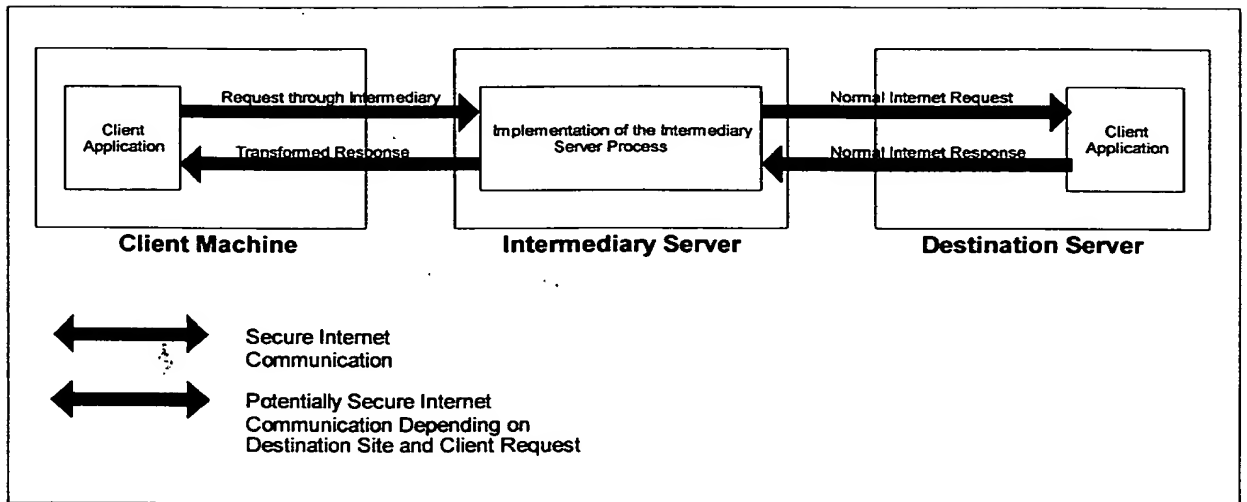 Request through Intermediary
Normal Internet Request
Client
Application
Implementation of the Intermediary
Server Process
Client
Application
Transformed Response
Normal Internet Response
Client Machine
Intermediary Server
Destination Server
Secure Internet
Communication
Potentially Secure Internet
Communication Depending on
Destination Site and Client Request